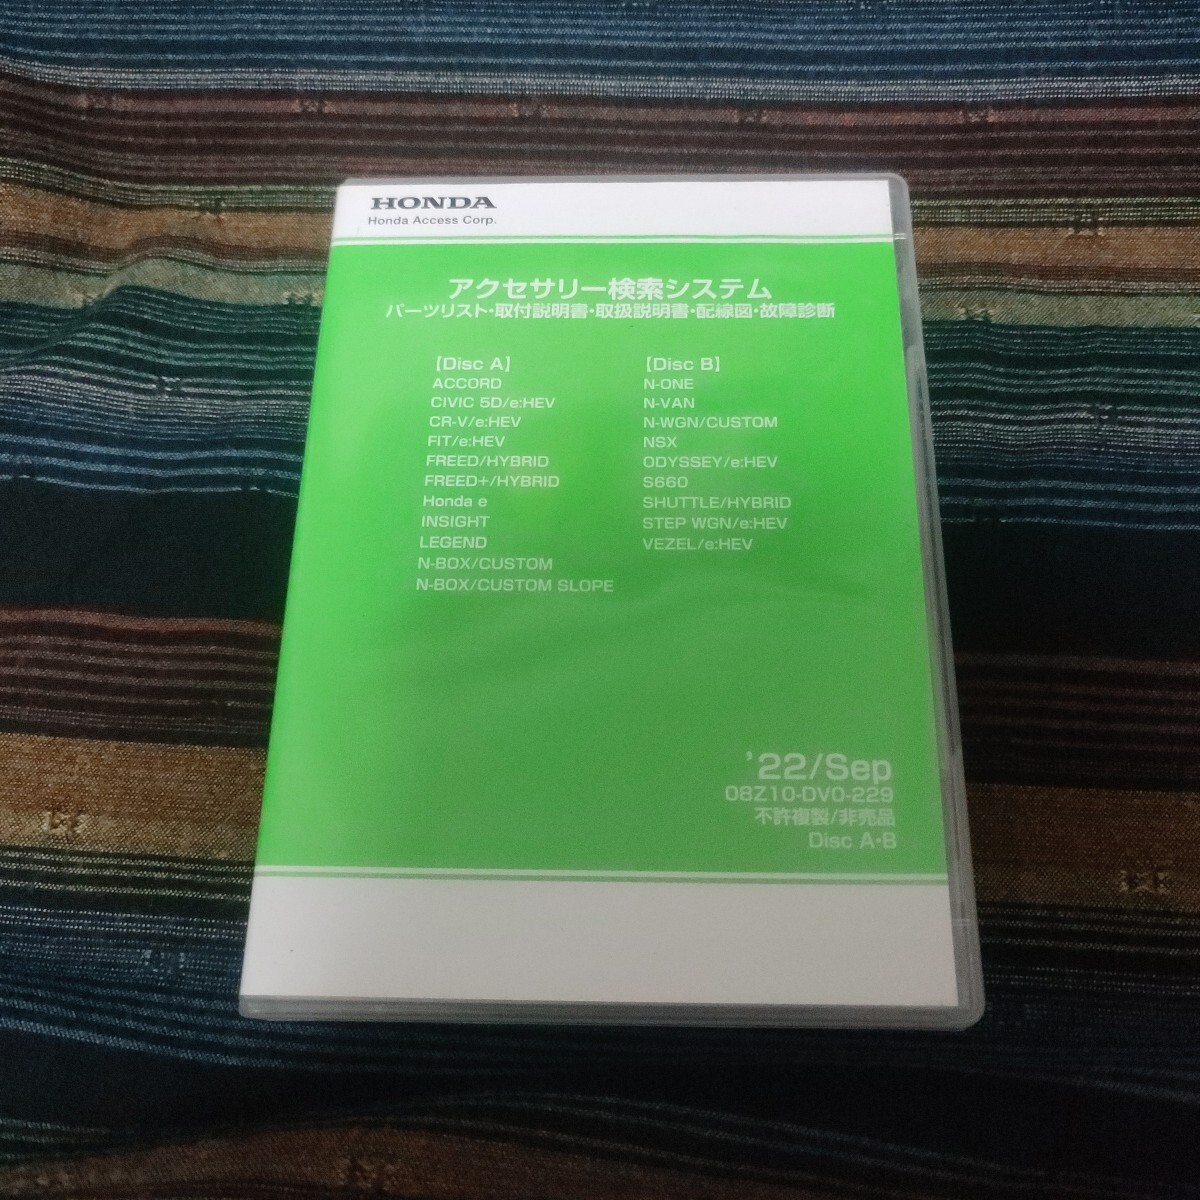 HONDA
Honda Access Corp.
アクセサリー検索システム
パーツリスト・取付説明書・取扱説明書・配線図・故障診断
【Disc A】
ACCORD
CIVIC 5D/e:HEV
CR-V/e:HEV
FIT/e:HEV
FREED/HYBRID
FREED+/HYBRID
Honda e
INSIGHT
LEGEND
N-BOX/CUSTOM
N-BOX/CUSTOM SLOPE
【Disc B】
N-ONE
N-VAN
N-WGN/CUSTOM
NSX
ODYSSEY/e:HEV
S660
SHUTTLE/HYBRID
STEP WGN/e:HEV
VEZEL/e:HEV
'22/Sep
08Z10-DV0-229
不許複製/非売品
Disc A・B